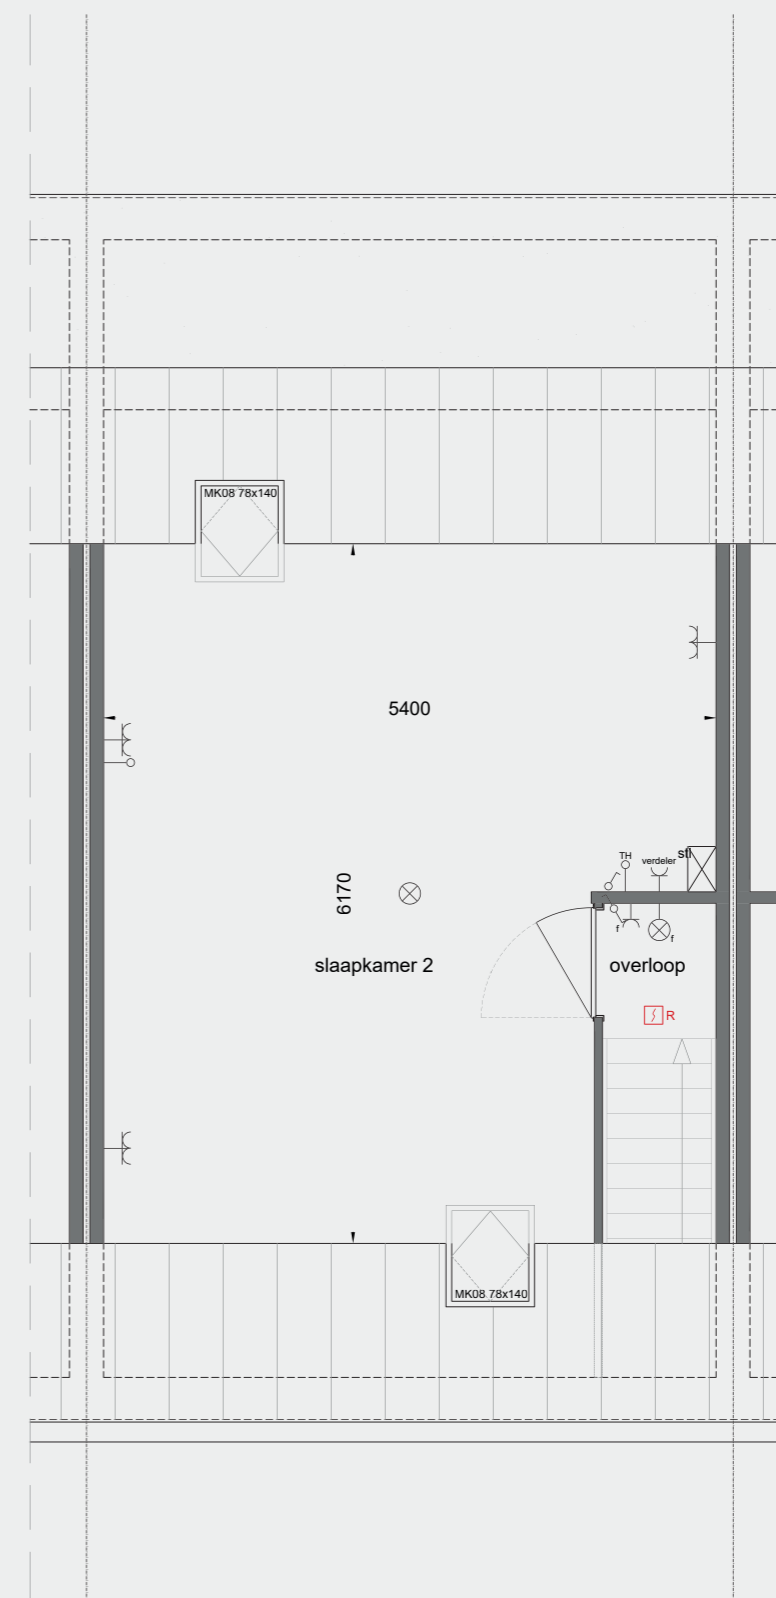 MK08 78x140
5400
6170
TH
verdeler
stl
f
f
slaapkamer 2
overloop
R
MK08 78x140